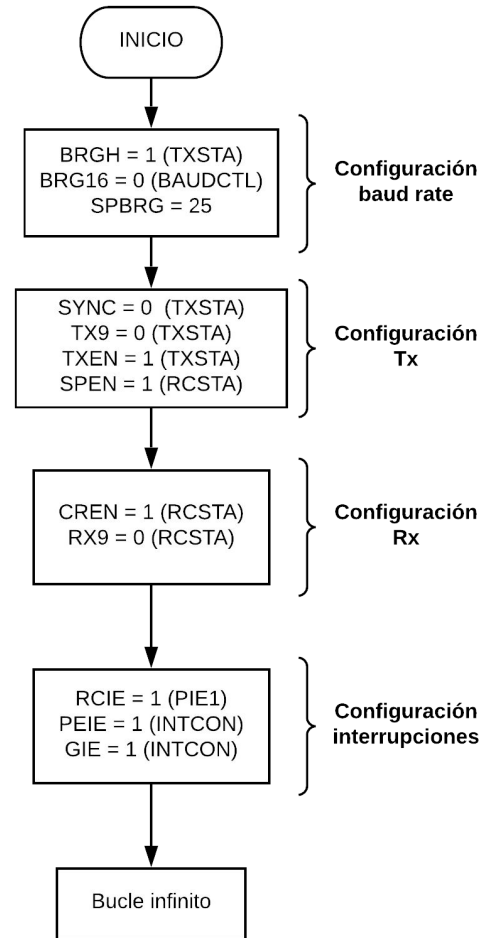 INICIO
BRGH = 1 (TXSTA)
BRG16 = 0 (BAUDCTL)
SPBRG = 25
Configuración
baud rate
SYNC = 0  (TXSTA)
TX9 = 0 (TXSTA)
TXEN = 1 (TXSTA)
SPEN = 1 (RCSTA)
Configuración
Tx
CREN = 1 (RCSTA)
RX9 = 0 (RCSTA)
Configuración
Rx
RCIE = 1 (PIE1)
PEIE = 1 (INTCON)
GIE = 1 (INTCON)
Configuración
interrupciones
Bucle infinito